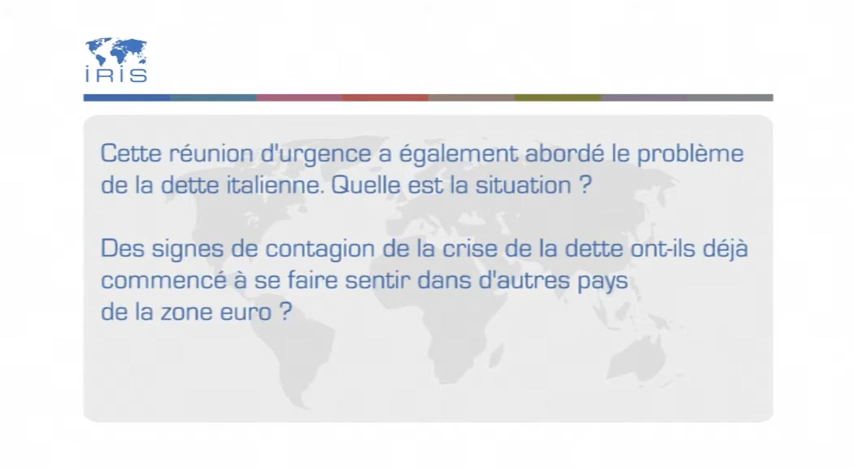 iRiS
Cette réunion d'urgence a également abordé le problème
de la dette italienne. Quelle est la situation ?
Des signes de contagion de la crise de la dette ont-ils déjà
commencé à se faire sentir dans d'autres pays
de la zone euro ?